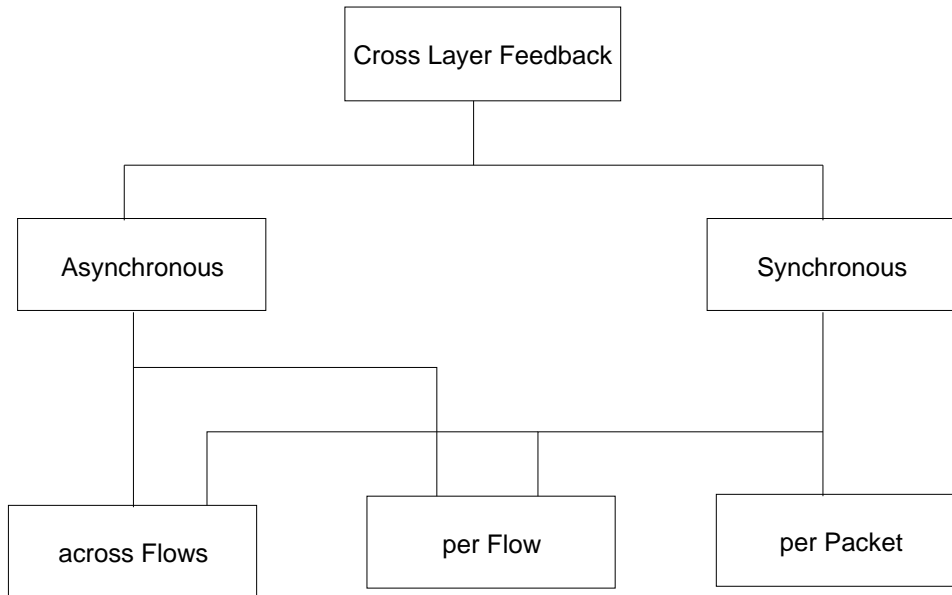 Cross Layer Feedback
Asynchronous
Synchronous
across Flows
per Flow
per Packet